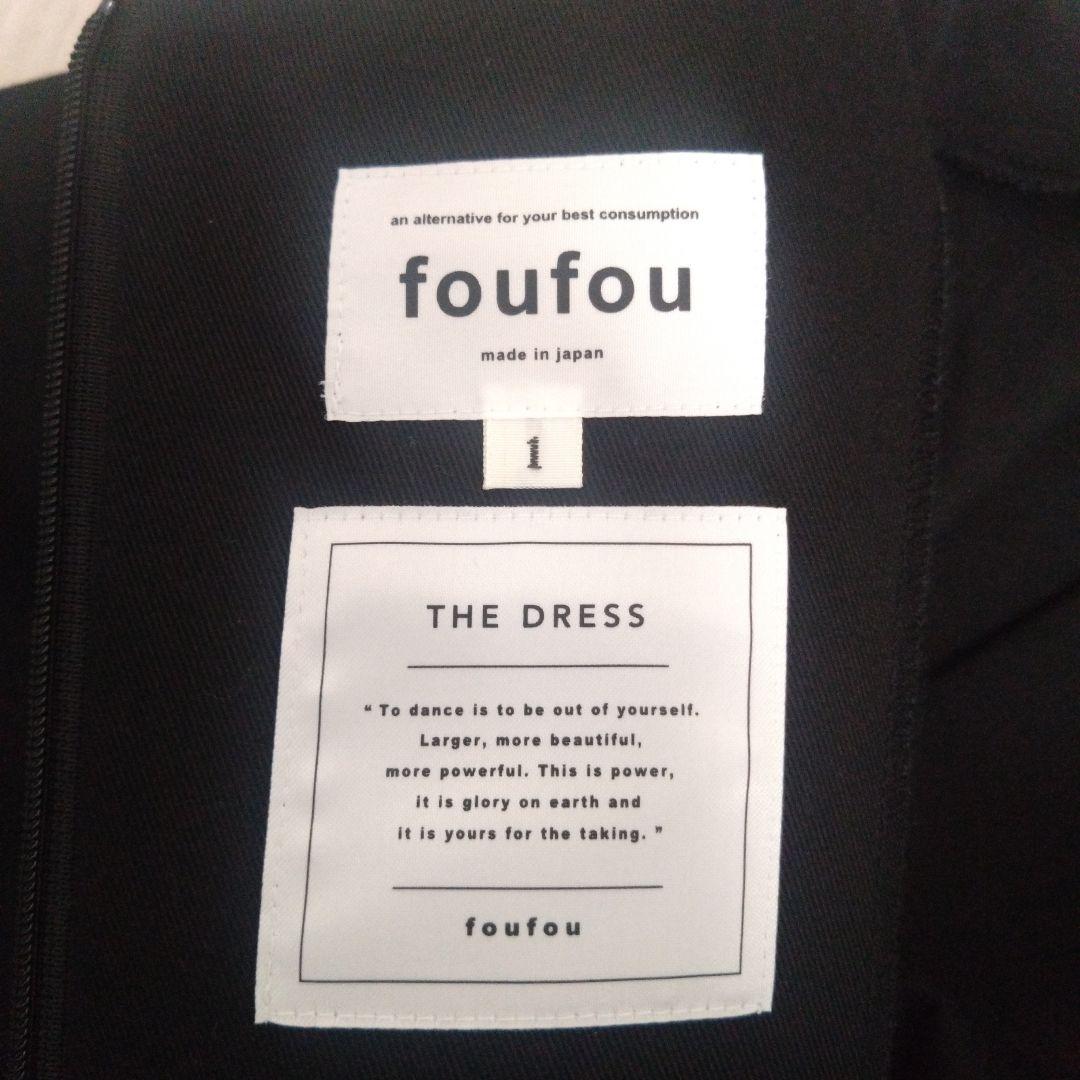 an alternative for your best consumption
foufou
made in japan
1
THE DRESS
“ To dance is to be out of yourself.
Larger, more beautiful,
more powerful. This is power,
it is glory on earth and
it is yours for the taking. ”
foufou